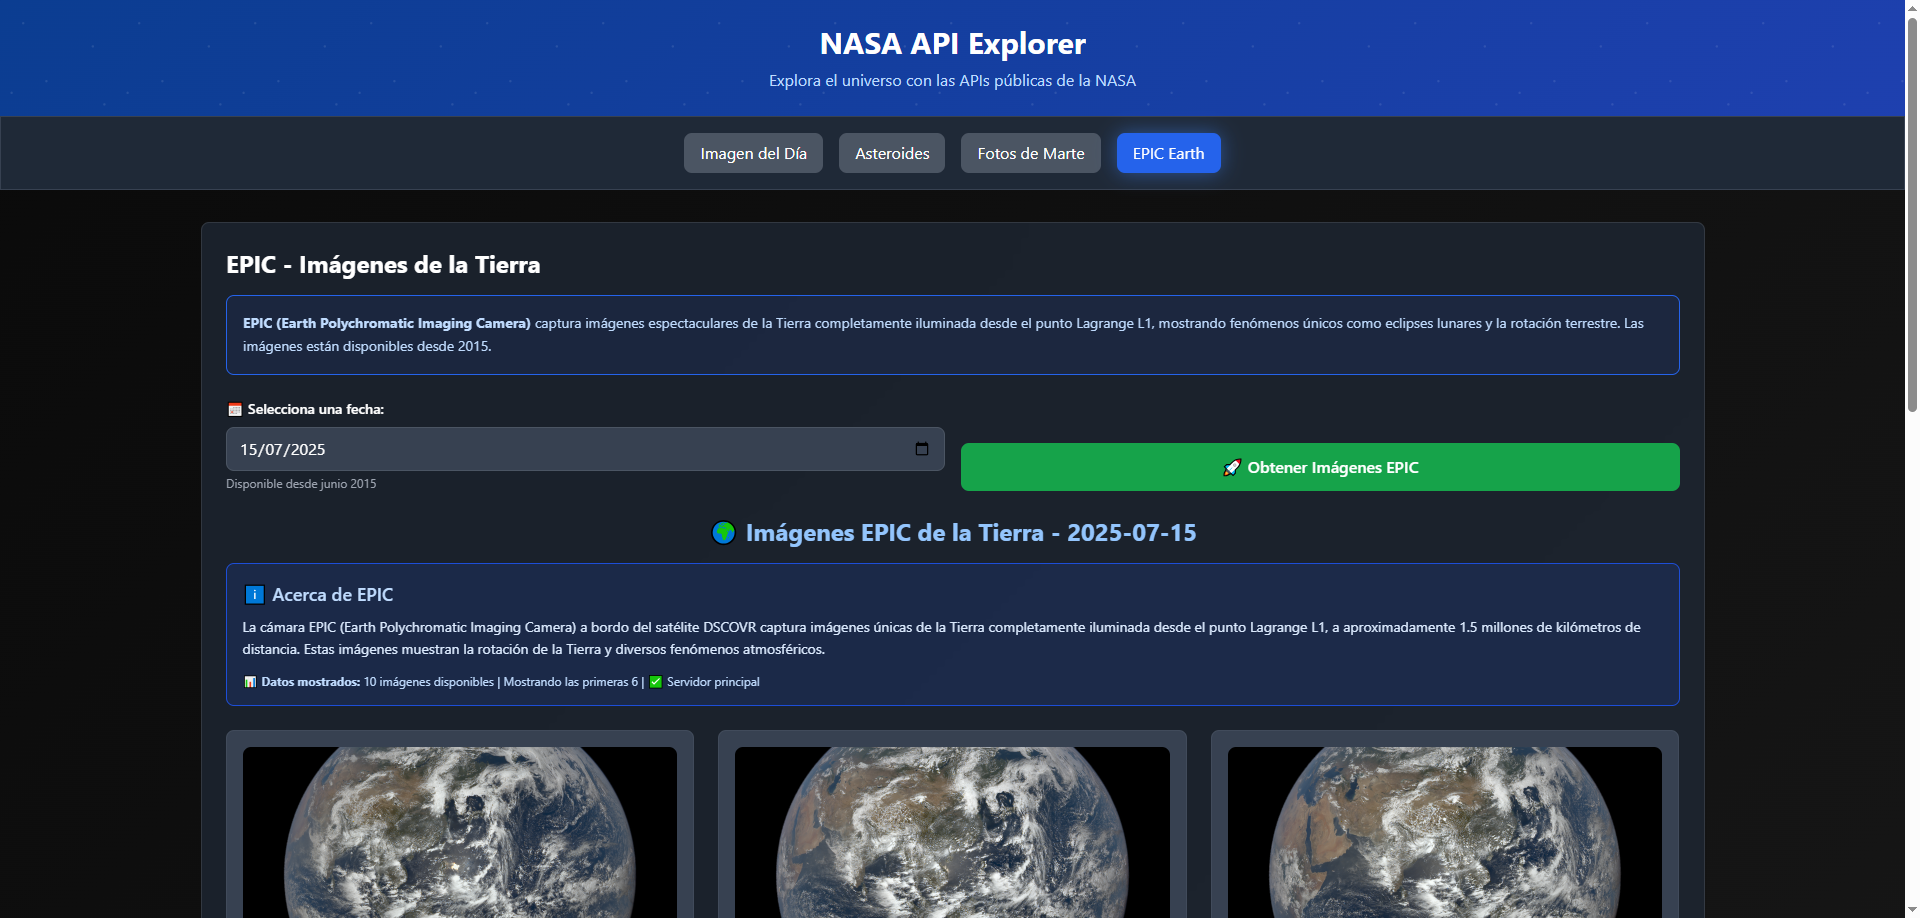 NASA API Explorer
Explora el universo con las APIs públicas de la NASA
Imagen del Día
Asteroides
Fotos de Marte
EPIC Earth
EPIC - Imágenes de la Tierra
EPIC (Earth Polychromatic Imaging Camera) captura imágenes espectaculares de la Tierra completamente iluminada desde el punto Lagrange L1, mostrando fenómenos únicos como eclipses lunares y la rotación terrestre. Las
imágenes están disponibles desde 2015.
Selecciona una fecha:
15/07/2025
Disponible desde junio 2015
🚀 Obtener Imágenes EPIC
🌍 Imágenes EPIC de la Tierra - 2025-07-15
ℹ️ Acerca de EPIC
La cámara EPIC (Earth Polychromatic Imaging Camera) a bordo del satélite DSCOVR captura imágenes únicas de la Tierra completamente iluminada desde el punto Lagrange L1, a aproximadamente 1.5 millones de kilómetros de
distancia. Estas imágenes muestran la rotación de la Tierra y diversos fenómenos atmosféricos.
📊 Datos mostrados: 10 imágenes disponibles | Mostrando las primeras 6 | ✅ Servidor principal